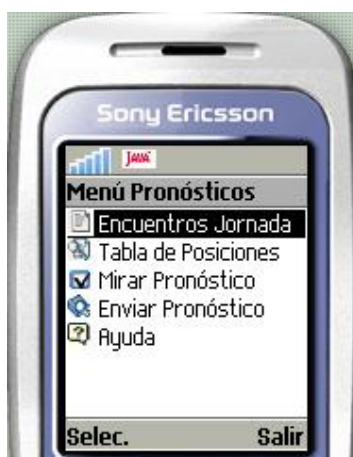 Sony Ericsson
JAVA
Menú Pronósticos
Encuentros Jornada
Tabla de Posiciones
Mirar Pronóstico
Enviar Pronóstico
Ayuda
Selec. Salir